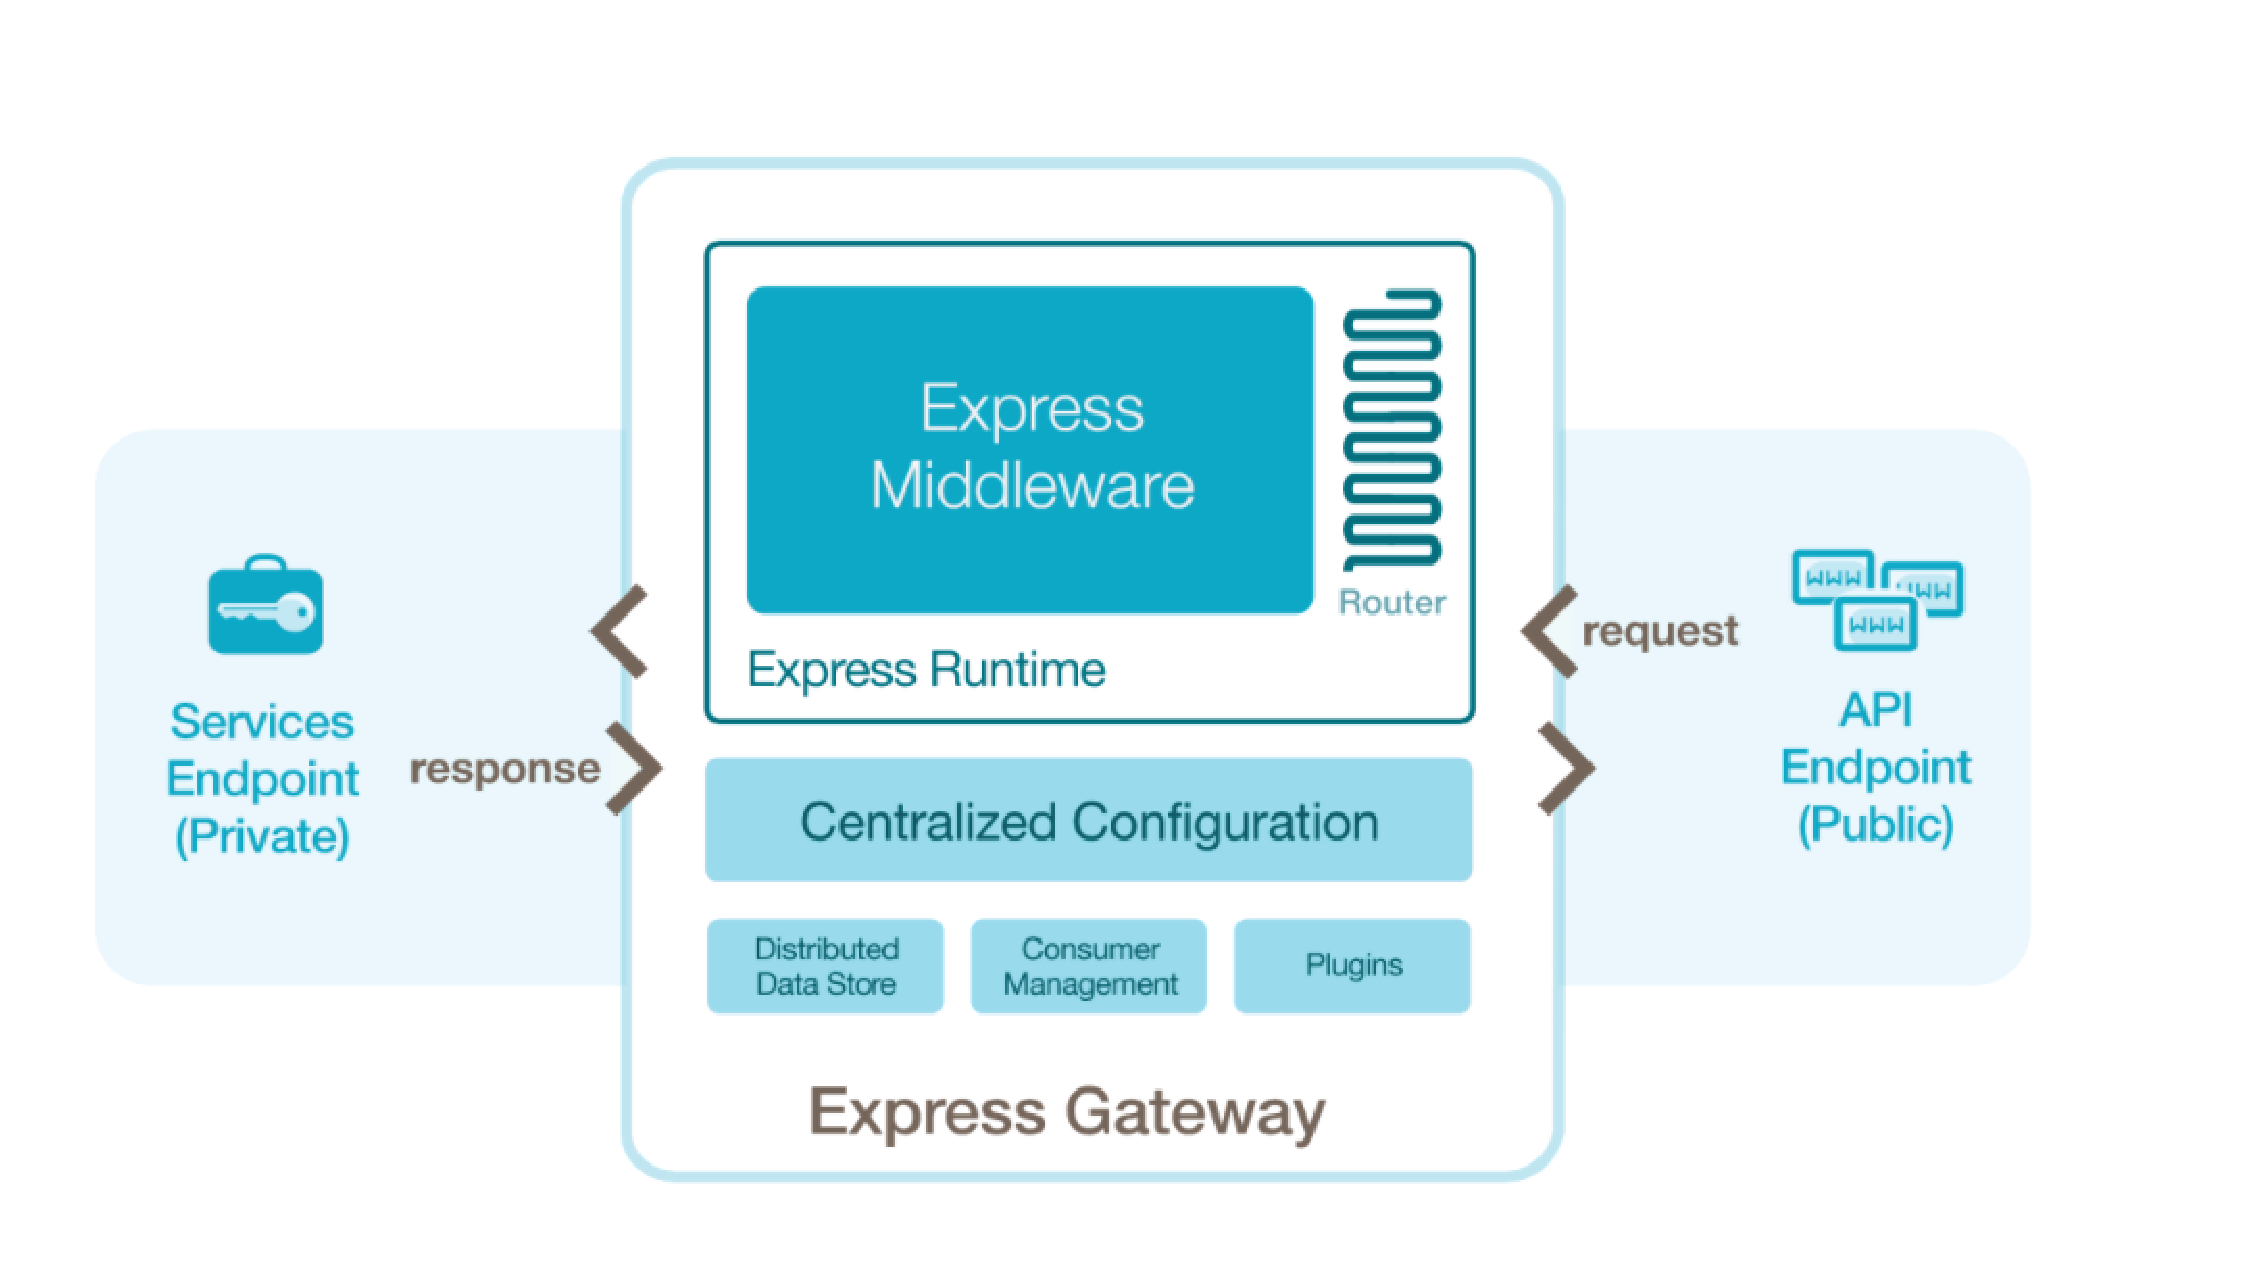 Express
Middleware
Router
Express Runtime
Services
Endpoint
(Private)
response
request
WWW
WWW
WWW
API
Endpoint
(Public)
Centralized Configuration
Distributed
Data Store
Consumer
Management
Plugins
Express Gateway